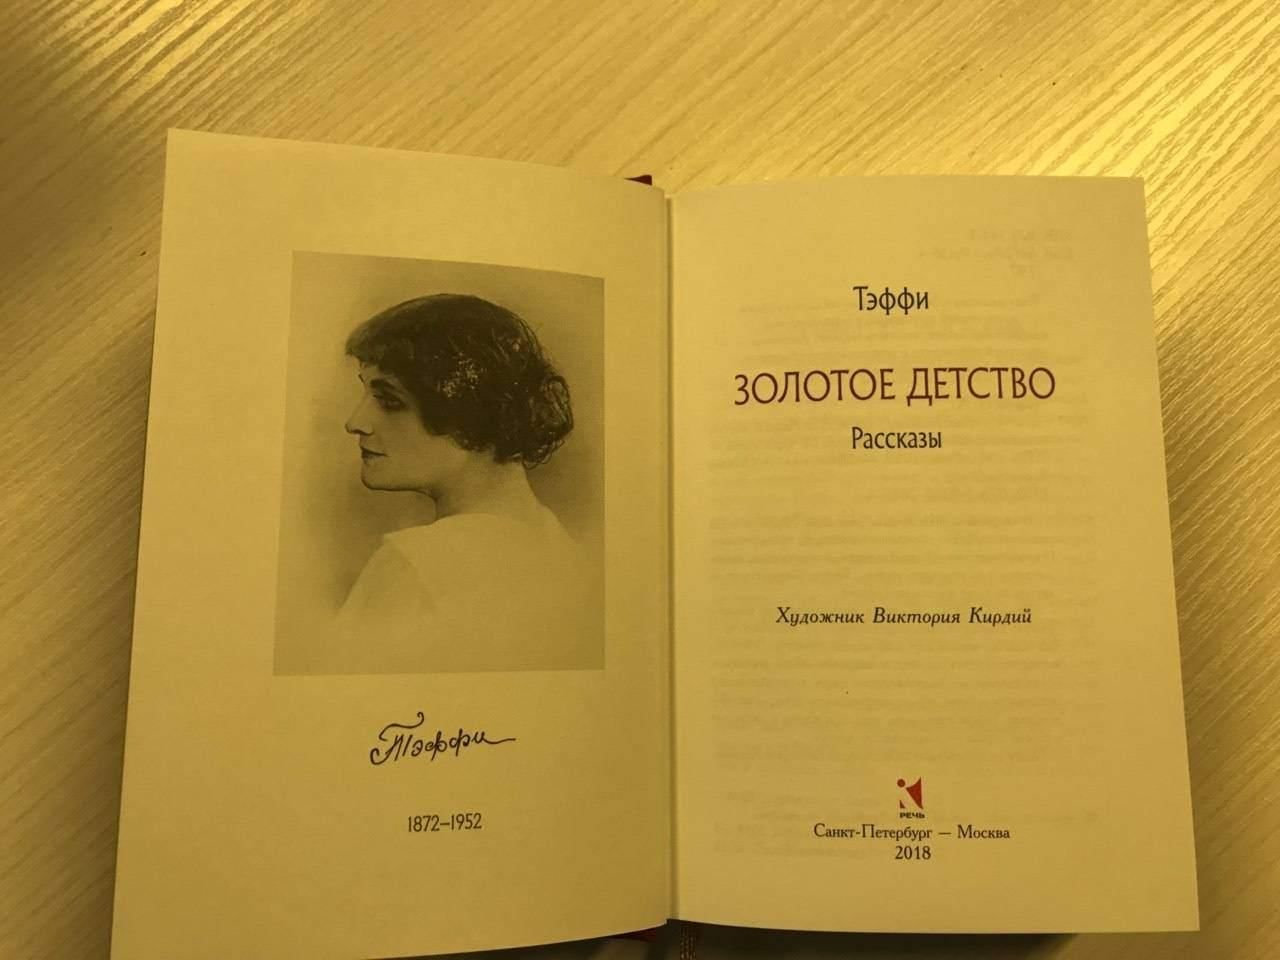 Тэффи
1872–1952
Тэффи
ЗОЛОТОЕ ДЕТСТВО
Рассказы
Художник Виктория Кирдий
РЕЧЬ
Санкт-Петербург — Москва
2018